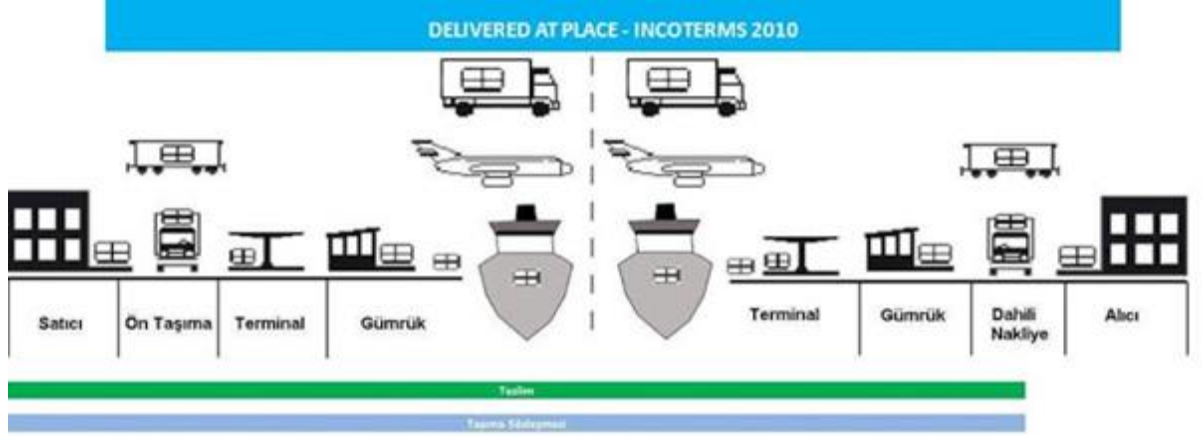 DELIVERED AT PLACE - INCOTERMS 2010
Satıcı
Ön Taşıma
Terminal
Gümrük
Terminal
Gümrük
Dahili
Nakliye
Alıcı
Teslim
Taşıma Sözleşmesi